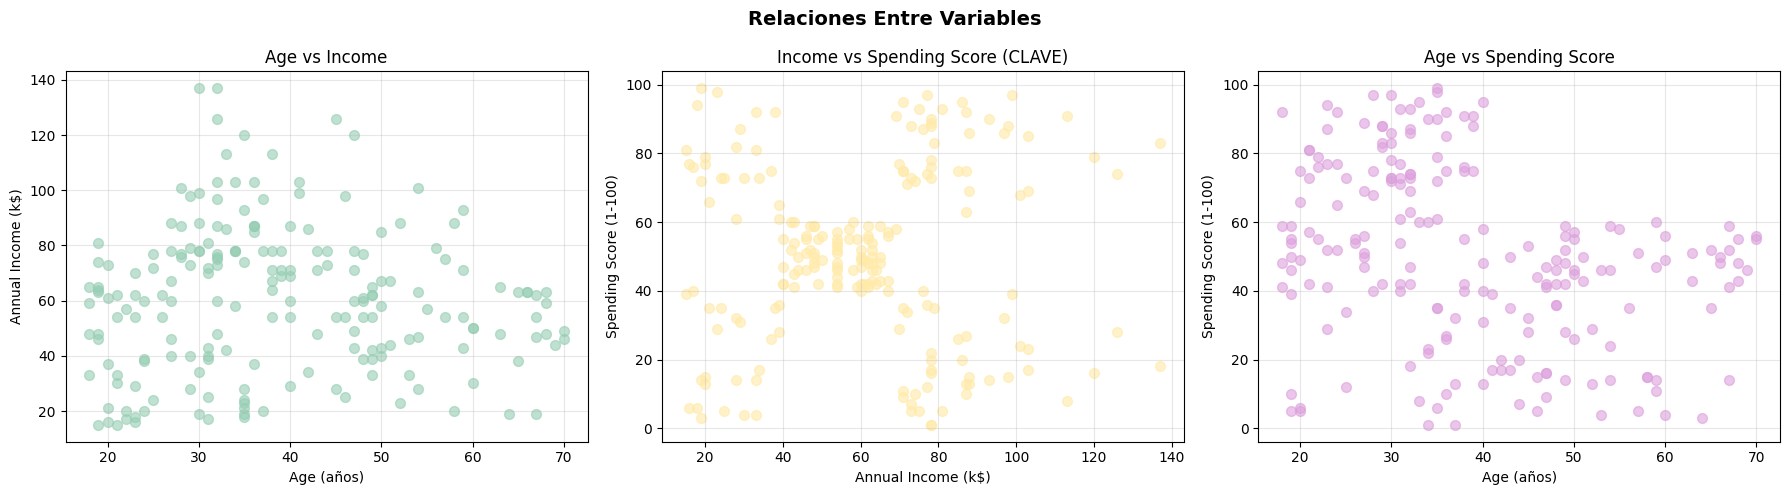 Relaciones Entre Variables
Age vs Income
140
120
100
80
60
40
20
Annual Income (k$)
20 30 40 50 60 70
Age (años)
Income vs Spending Score (CLAVE)
100
80
60
40
20
0
Spending Score (1-100)
20 40 60 80 100 120 140
Annual Income (k$)
Age vs Spending Score
100
80
60
40
20
0
Spending Score (1-100)
20 30 40 50 60 70
Age (años)